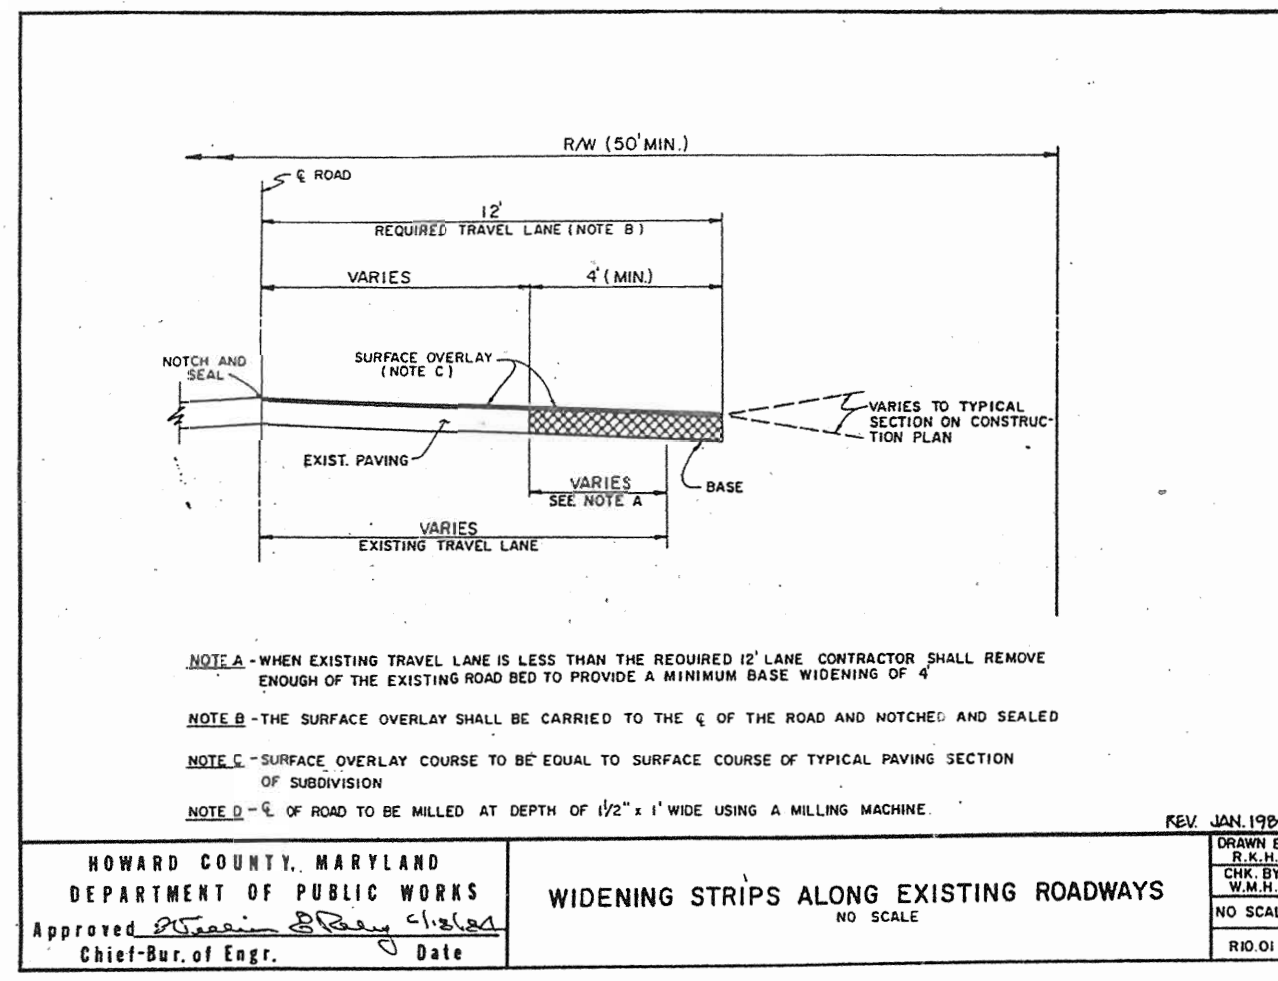 R/W (50' MIN.)
℄ ROAD
12'
REQUIRED TRAVEL LANE (NOTE B)
VARIES
4' (MIN.)
NOTCH AND
SEAL
SURFACE OVERLAY
(NOTE C)
VARIES TO TYPICAL
SECTION ON CONSTRUC-
TION PLAN
EXIST. PAVING
VARIES
SEE NOTE A
BASE
VARIES
EXISTING TRAVEL LANE
NOTE A - WHEN EXISTING TRAVEL LANE IS LESS THAN THE REQUIRED 12' LANE CONTRACTOR SHALL REMOVE
ENOUGH OF THE EXISTING ROAD BED TO PROVIDE A MINIMUM BASE WIDENING OF 4'
NOTE B - THE SURFACE OVERLAY SHALL BE CARRIED TO THE ℄ OF THE ROAD AND NOTCHED AND SEALED
NOTE C - SURFACE OVERLAY COURSE TO BE EQUAL TO SURFACE COURSE OF TYPICAL PAVING SECTION
OF SUBDIVISION
NOTE D - ℄ OF ROAD TO BE MILLED AT DEPTH OF 1 1/2" x 1' WIDE USING A MILLING MACHINE.
REV. JAN. 198
HOWARD COUNTY, MARYLAND
DEPARTMENT OF PUBLIC WORKS
Approved
Chief-Bur. of Engr. Date
WIDENING STRIPS ALONG EXISTING ROADWAYS
NO SCALE
DRAWN B
R.K.H.
CHK. BY
W.M.H.
NO SCAL
R10.01